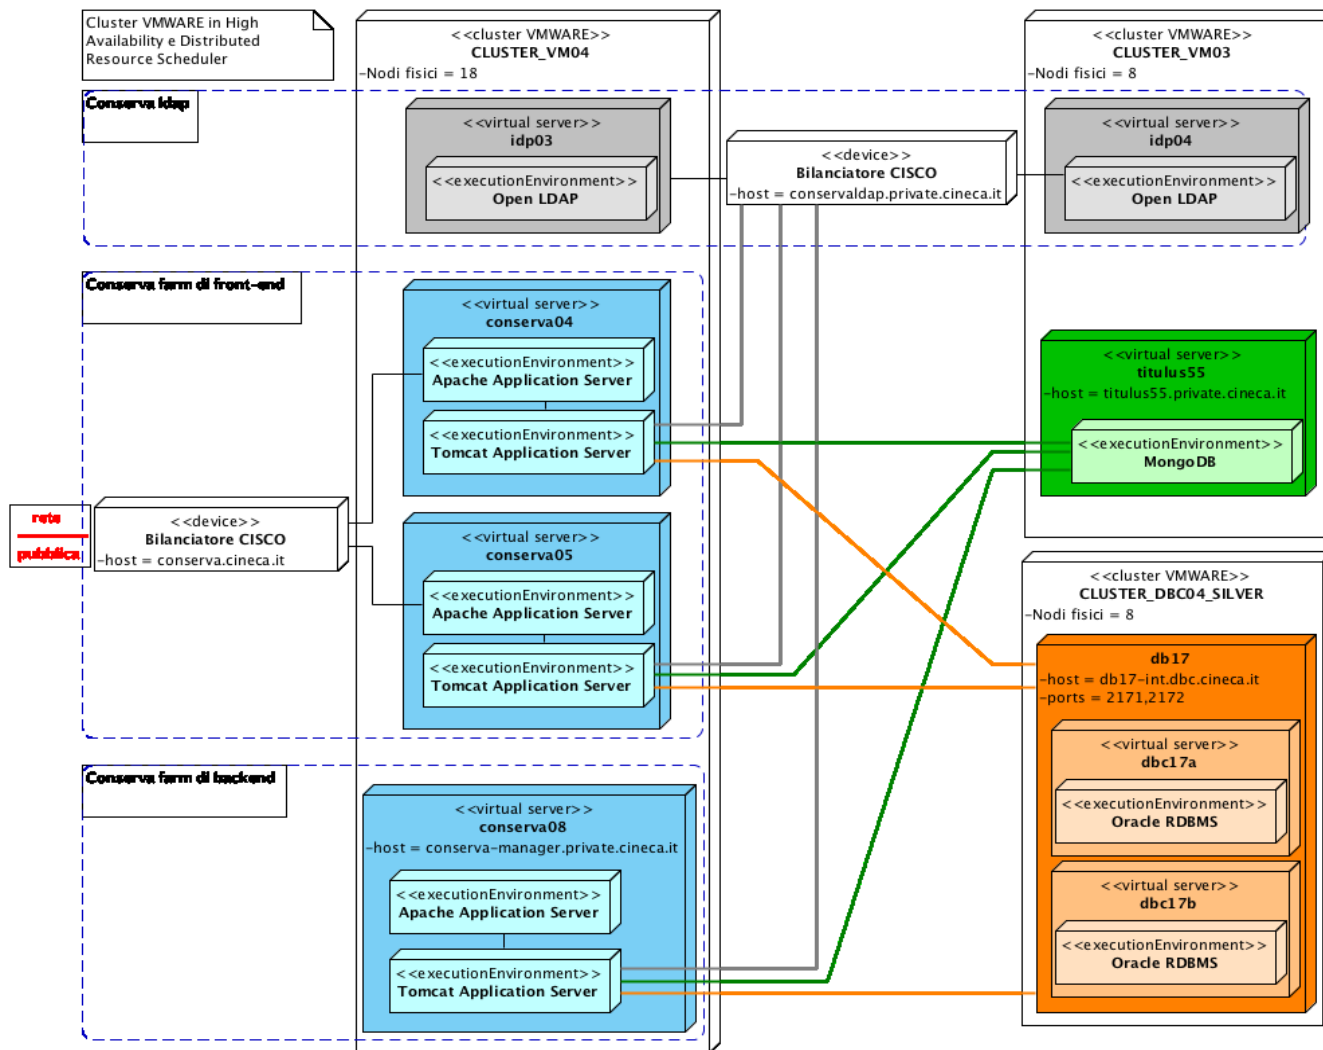 Cluster VMWARE in High
Availability e Distributed
Resource Scheduler
<<cluster VMWARE>>
CLUSTER_VM04
-Nodi fisici = 18
<<cluster VMWARE>>
CLUSTER_VM03
-Nodi fisici = 8
Conserva ldap
<<virtual server>>
idp03
<<executionEnvironment>>
Open LDAP
<<device>>
Bilanciatore CISCO
-host = conservaldap.private.cineca.it
<<virtual server>>
idp04
<<executionEnvironment>>
Open LDAP
Conserva farm di front-end
<<virtual server>>
conserva04
<<executionEnvironment>>
Apache Application Server
<<executionEnvironment>>
Tomcat Application Server
<<virtual server>>
titulus55
-host = titulus55.private.cineca.it
<<executionEnvironment>>
MongoDB
rete
pubblica
<<device>>
Bilanciatore CISCO
-host = conserva.cineca.it
<<virtual server>>
conserva05
<<executionEnvironment>>
Apache Application Server
<<executionEnvironment>>
Tomcat Application Server
<<cluster VMWARE>>
CLUSTER_DBC04_SILVER
-Nodi fisici = 8
db17
-host = db17-int.dbc.cineca.it
-ports = 2171,2172
<<virtual server>>
dbc17a
<<executionEnvironment>>
Oracle RDBMS
<<virtual server>>
dbc17b
<<executionEnvironment>>
Oracle RDBMS
Conserva farm di backend
<<virtual server>>
conserva08
-host = conserva-manager.private.cineca.it
<<executionEnvironment>>
Apache Application Server
<<executionEnvironment>>
Tomcat Application Server